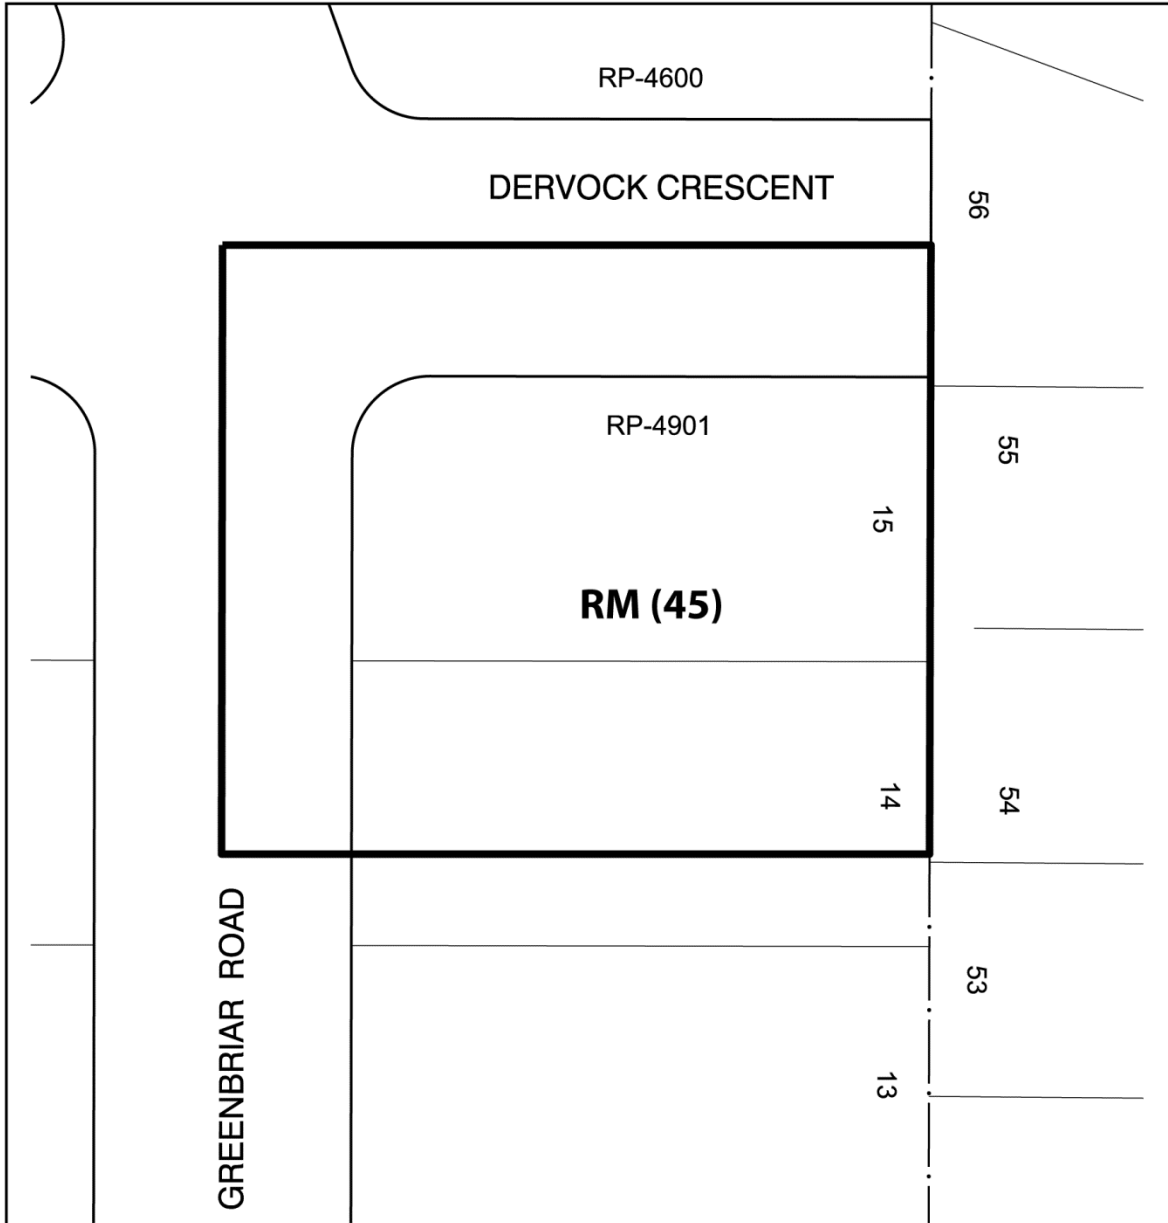 RP-4600
DERVOCK CRESCENT
56
RP-4901
55
15
RM (45)
14
54
GREENBRIAR ROAD
53
13